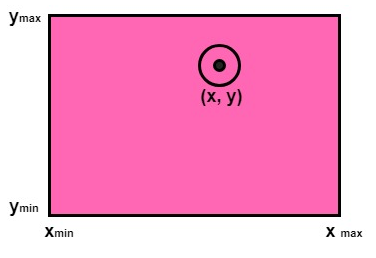 ymax
(x, y)
ymin
xmin x max